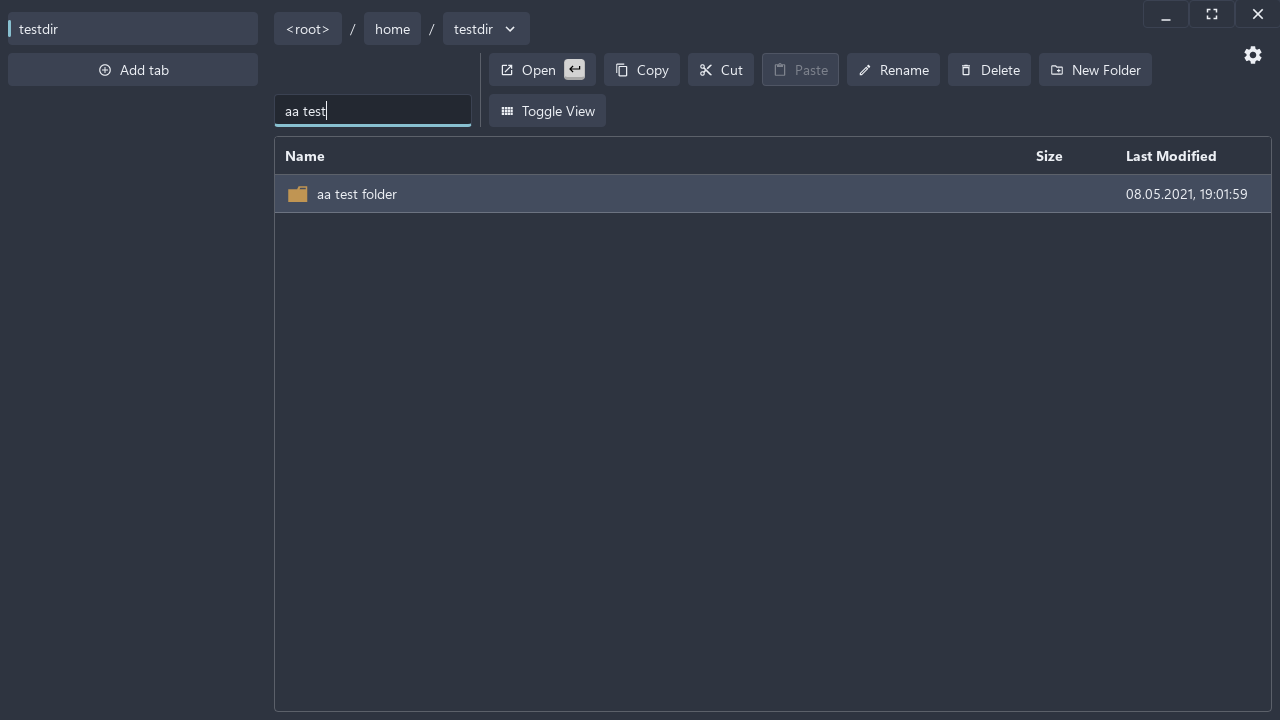 testdir
Add tab
<root> / home / testdir
Open Copy Cut Paste Rename Delete New Folder
aa test
Toggle View
Name Size Last Modified
aa test folder 08.05.2021, 19:01:59